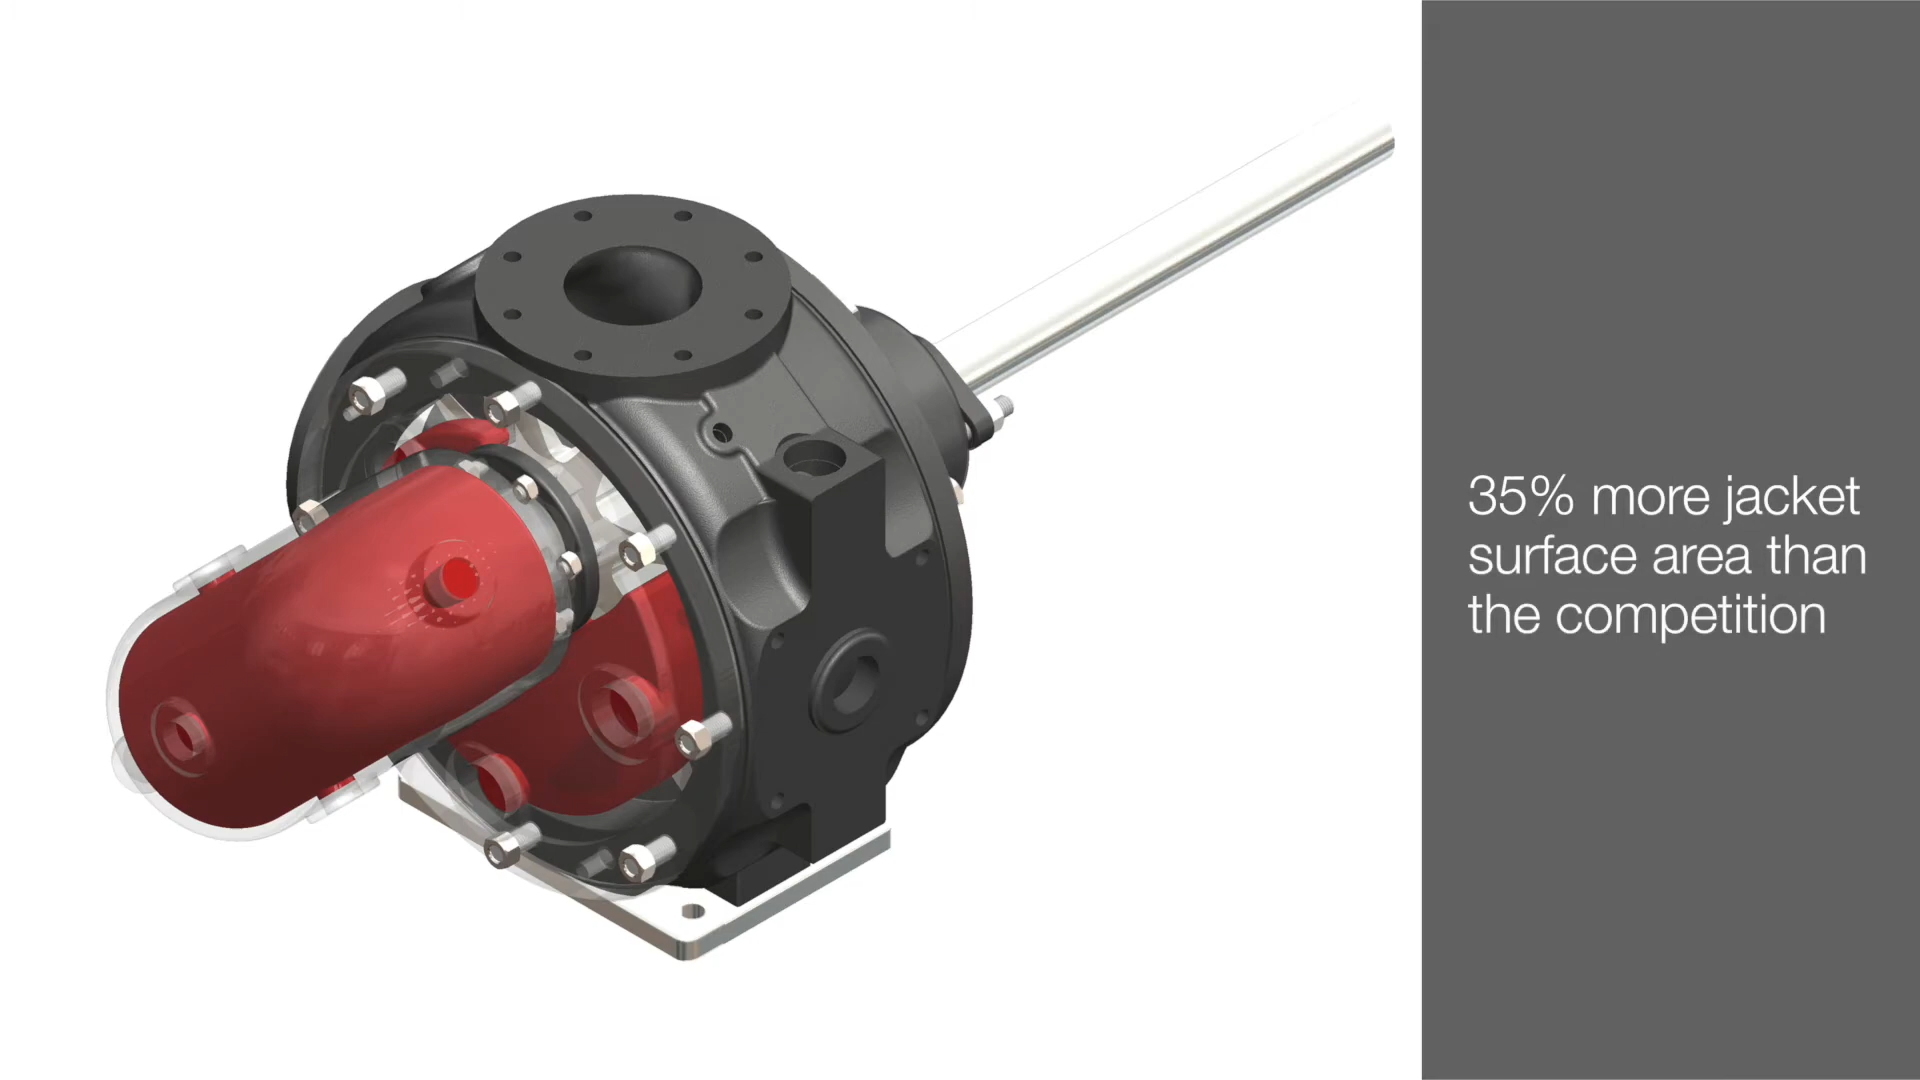 35% more jacket
surface area than
the competition